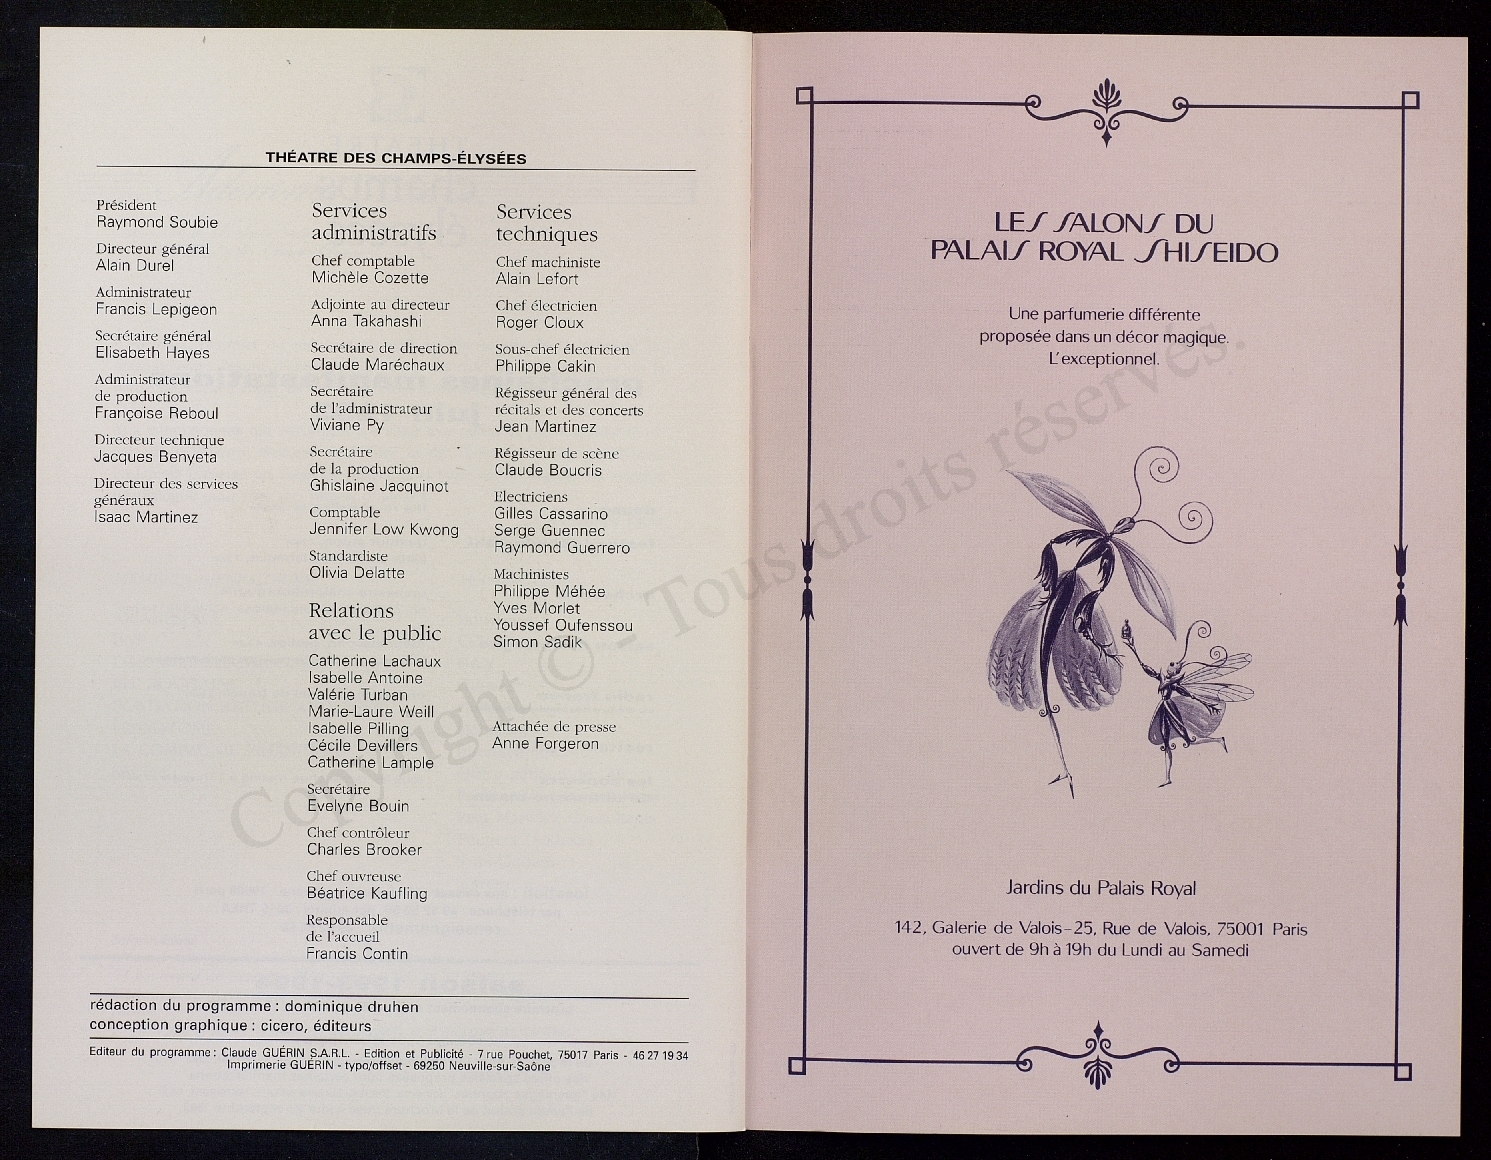 THÉATRE DES CHAMPS-ÉLYSÉES
Président
Raymond Soubie
Directeur général
Alain Durel
Administrateur
Francis Lepigeon
Secrétaire général
Elisabeth Hayes
Administrateur
de production
Françoise Reboul
Directeur technique
Jacques Benyeta
Directeur des services
généraux
Isaac Martinez
Services
administratifs
Chef comptable
Michèle Cozette
Adjointe au directeur
Anna Takahashi
Secrétaire de direction
Claude Maréchaux
Secrétaire
de l'administrateur
Viviane Py
Secrétaire
de la production
Ghislaine Jacquinot
Comptable
Jennifer Low Kwong
Standardiste
Olivia Delatte
Relations
avec le public
Catherine Lachaux
Isabelle Antoine
Valérie Turban
Marie-Laure Weill
Isabelle Pilling
Cécile Devillers
Catherine Lample
Secrétaire
Evelyne Bouin
Chef contrôleur
Charles Brooker
Chef ouvreuse
Béatrice Kaufling
Responsable
de l'accueil
Francis Contin
Services
techniques
Chef machiniste
Alain Lefort
Chef électricien
Roger Cloux
Sous-chef électricien
Philippe Cakin
Régisseur général des
récitals et des concerts
Jean Martinez
Régisseur de scène
Claude Boucris
Electriciens
Gilles Cassarino
Serge Guennec
Raymond Guerrero
Machinistes
Philippe Méhée
Yves Morlet
Youssef Oufenssou
Simon Sadik
Attachée de presse
Anne Forgeron
rédaction du programme : dominique druhen
conception graphique : cicero, éditeurs
Editeur du programme : Claude GUÉRIN S.A.R.L. - Edition et Publicité - 7 rue Pouchet, 75017 Paris - 46 27 19 34
Imprimerie GUÉRIN - typo/offset - 69250 Neuville-sur-Saône
LES SALONS DU
PALAIS ROYAL SHISEIDO
Une parfumerie différente
proposée dans un décor magique.
L'exceptionnel.
Jardins du Palais Royal
142, Galerie de Valois-25, Rue de Valois, 75001 Paris
ouvert de 9h à 19h du Lundi au Samedi
Copyright © - Tous droits réservés.